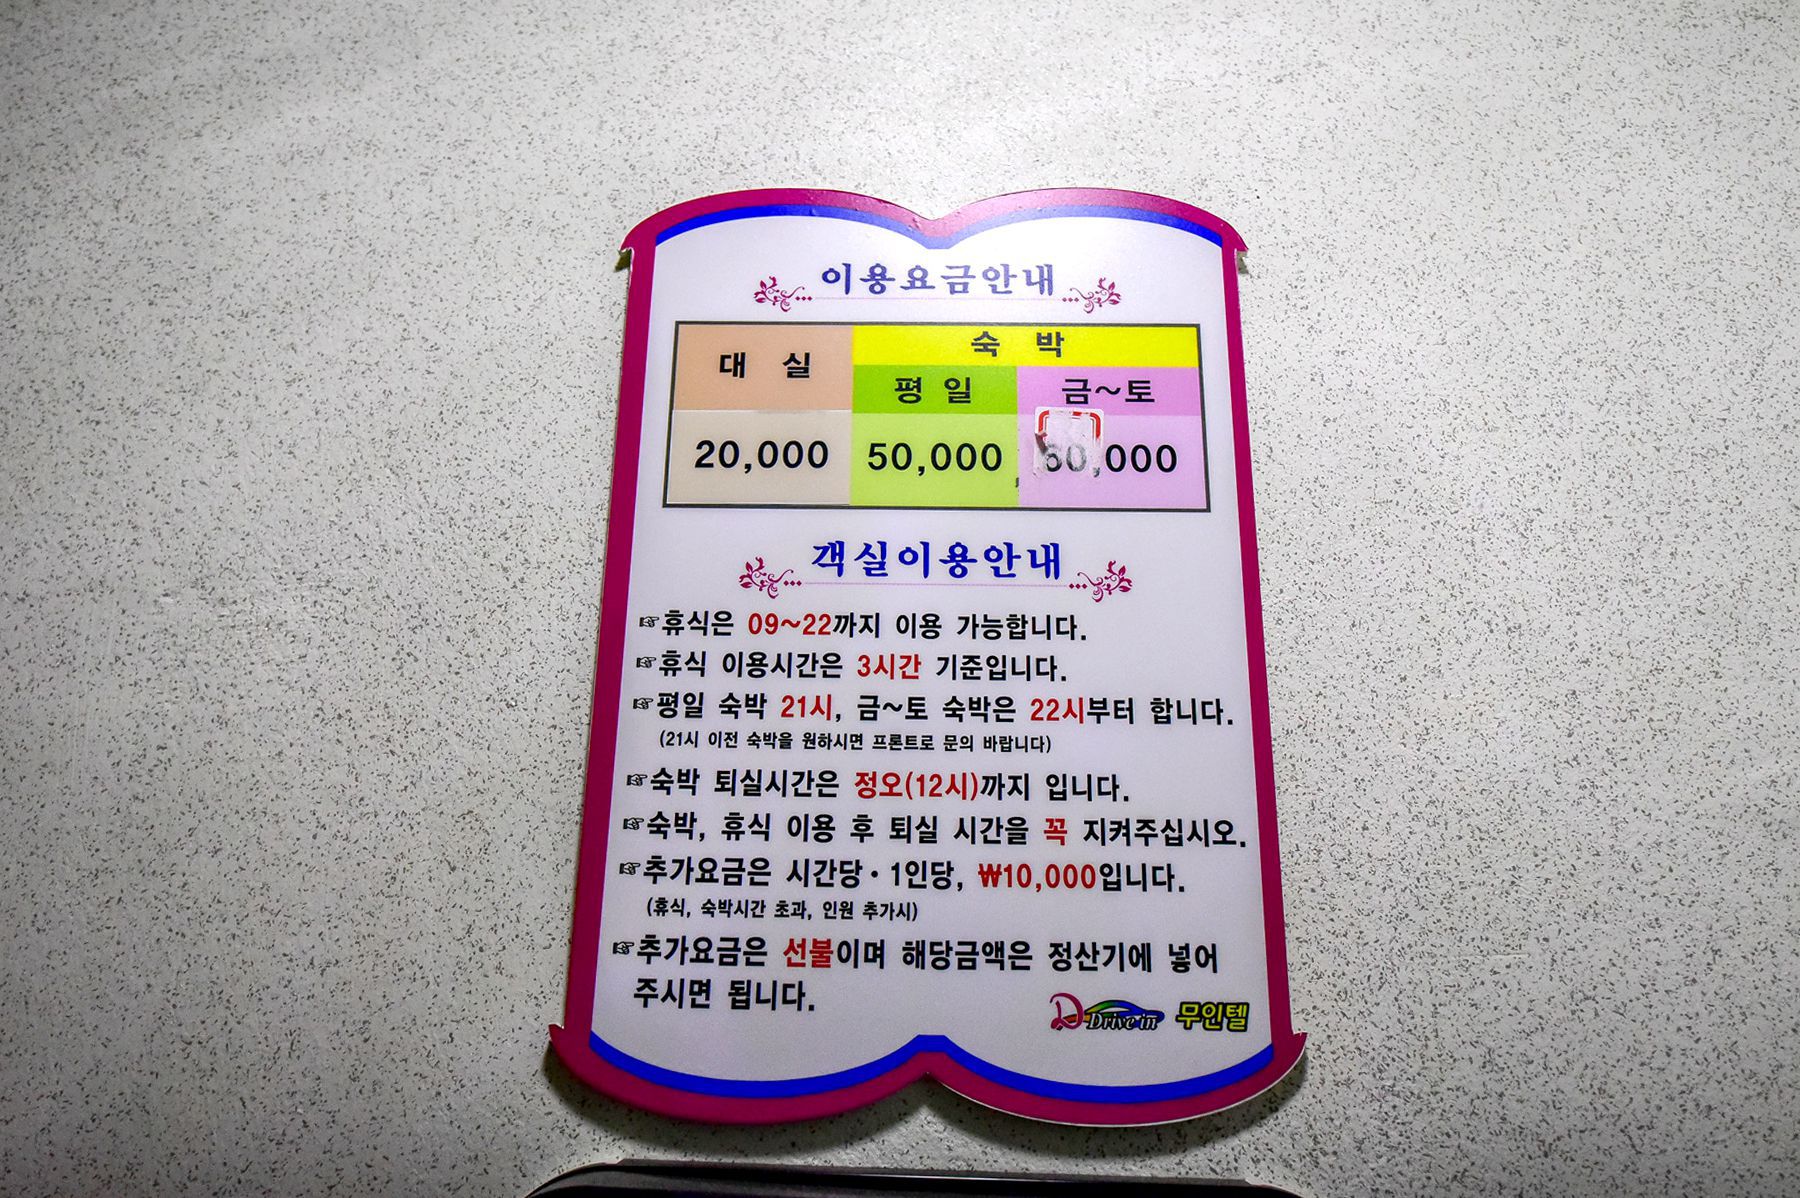 이용요금안내
대 실
숙 박
평 일
금~토
20,000
50,000
60,000
객실이용안내
☞휴식은 09~22까지 이용 가능합니다.
☞휴식 이용시간은 3시간 기준입니다.
☞평일 숙박 21시, 금~토 숙박은 22시부터 합니다.
(21시 이전 숙박을 원하시면 프론트로 문의 바랍니다)
☞숙박 퇴실시간은 정오(12시)까지 입니다.
☞숙박, 휴식 이용 후 퇴실 시간을 꼭 지켜주십시오.
☞추가요금은 시간당·1인당, ₩10,000입니다.
(휴식, 숙박시간 초과, 인원 추가시)
☞추가요금은 선불이며 해당금액은 정산기에 넣어
주시면 됩니다.
D Drive in 무인텔